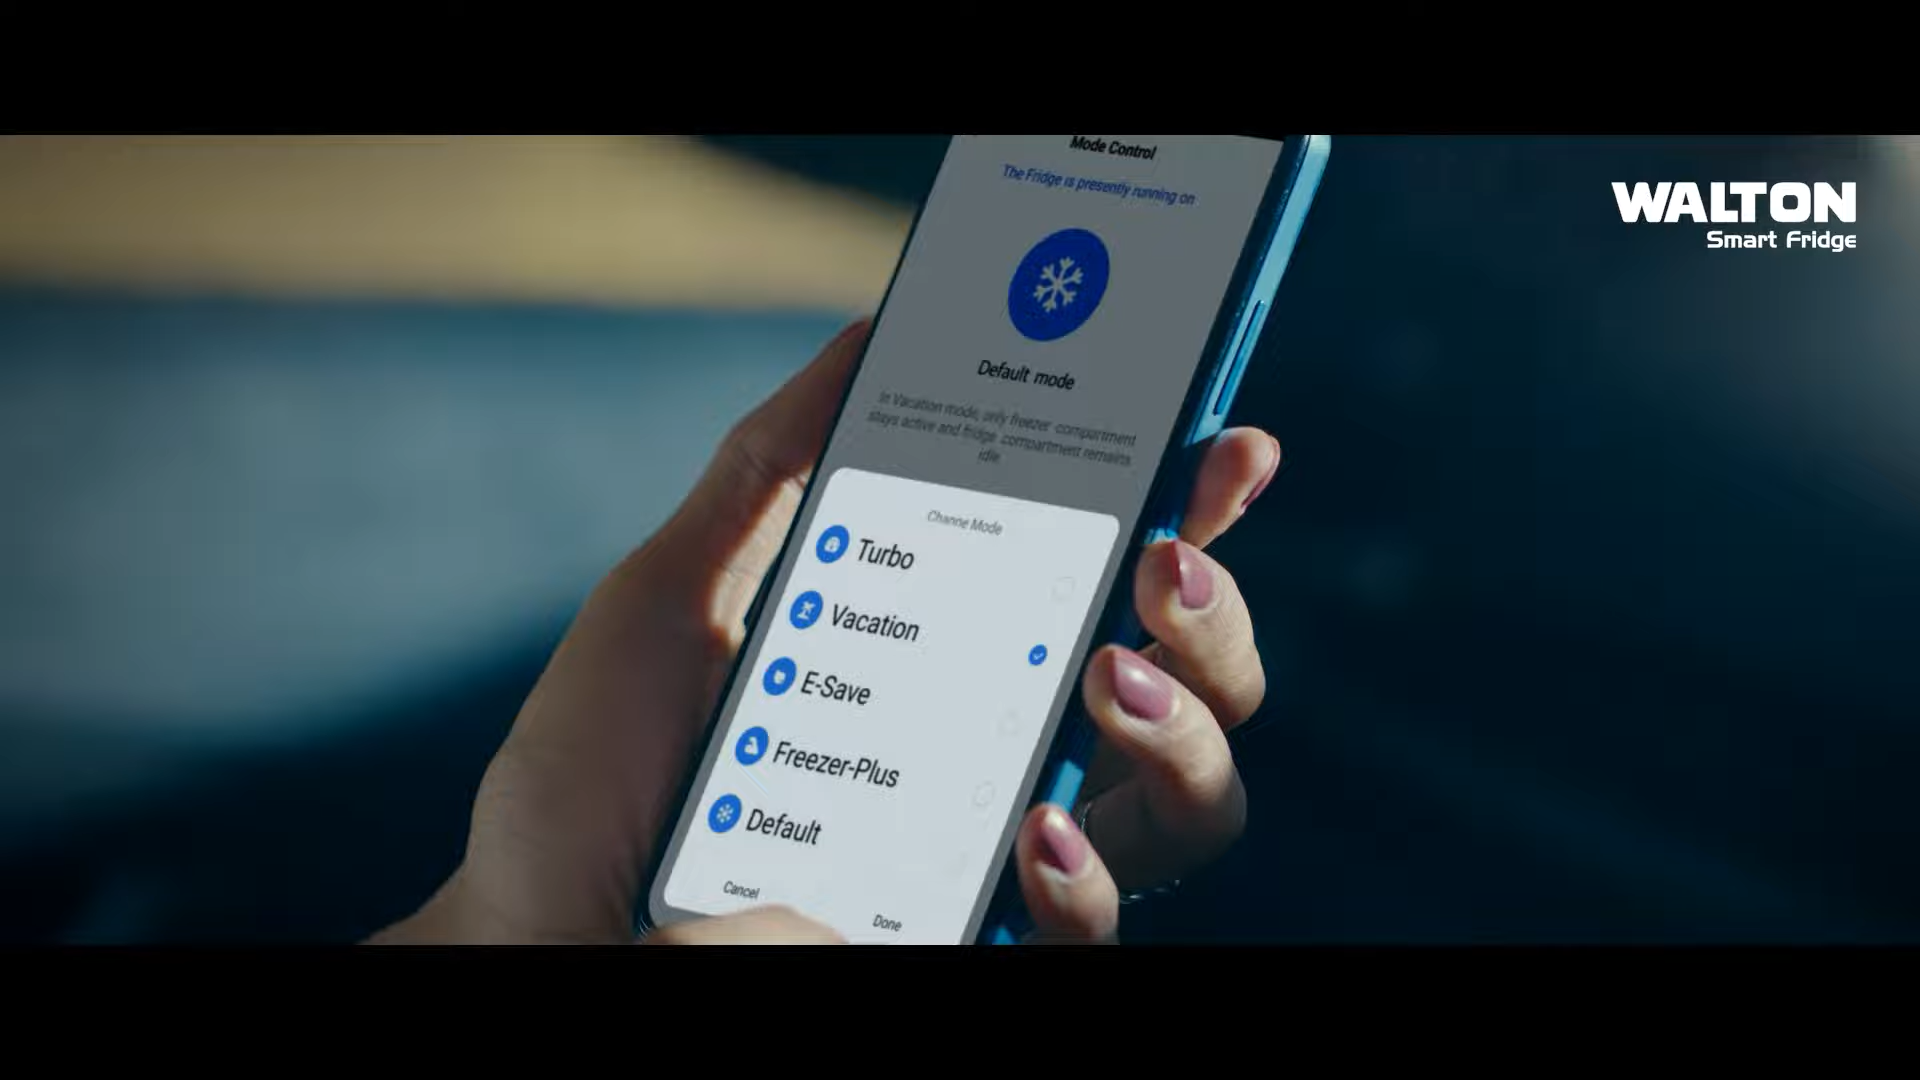 Mode Control
The Fridge is presently running on
WALTON
Smart Fridge
Default mode
In Vacation mode, only freezer compartment
stays active and fridge compartment remains
idle
Change Mode
Turbo
Vacation
E-Save
Freezer-Plus
Default
Cancel
Done